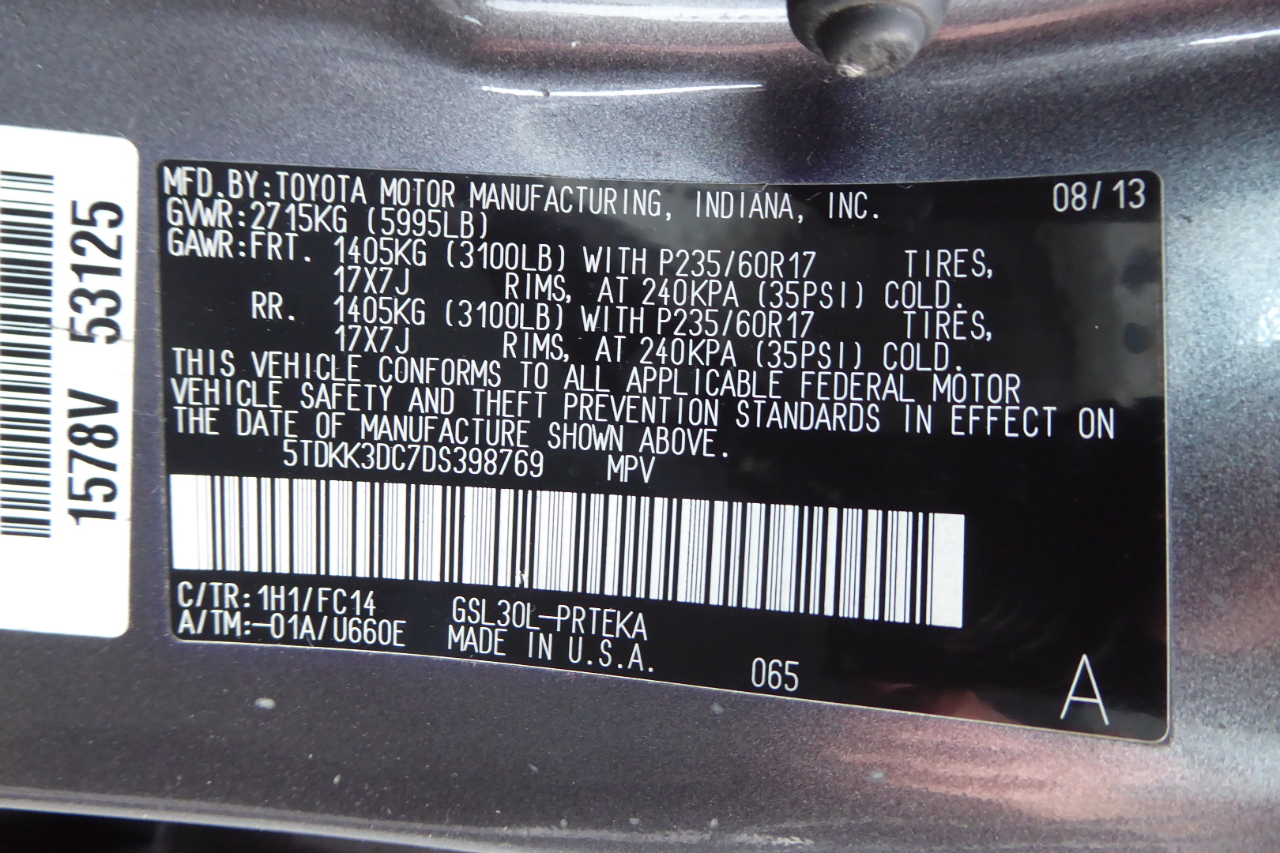 1578V 53125
MFD.BY:TOYOTA MOTOR MANUFACTURING, INDIANA, INC. 08/13
GVWR:2715KG (5995LB)
GAWR:FRT. 1405KG (3100LB) WITH P235/60R17 TIRES,
17X7J RIMS, AT 240KPA (35PSI) COLD.
RR. 1405KG (3100LB) WITH P235/60R17 TIRES,
17X7J RIMS, AT 240KPA (35PSI) COLD.
THIS VEHICLE CONFORMS TO ALL APPLICABLE FEDERAL MOTOR
VEHICLE SAFETY AND THEFT PREVENTION STANDARDS IN EFFECT ON
THE DATE OF MANUFACTURE SHOWN ABOVE.
5TDKK3DC7DS398769 MPV
C/TR:1H1/FC14 GSL30L-PRTEKA
A/TM:-01A/U660E MADE IN U.S.A. 065 A